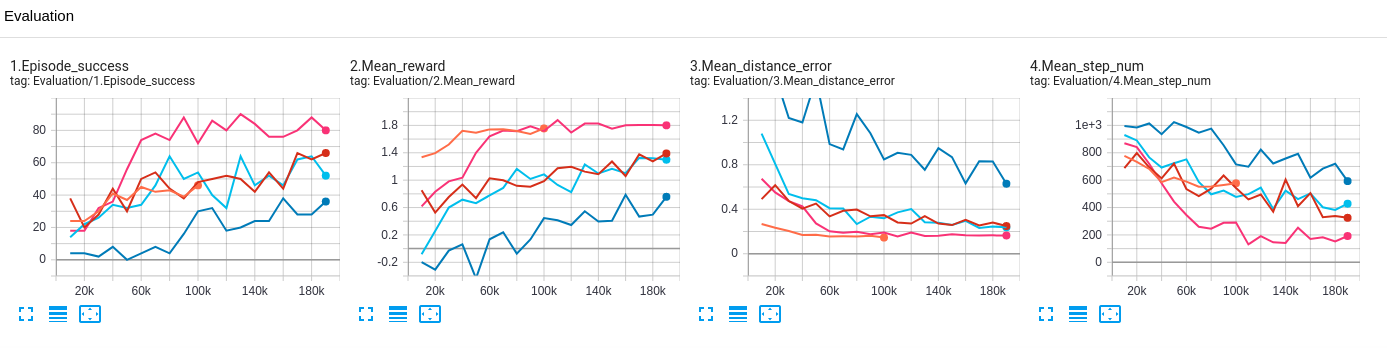 Evaluation
1.Episode_success
tag: Evaluation/1.Episode_success
80
60
40
20
0
20k 60k 100k 140k 180k
2.Mean_reward
tag: Evaluation/2.Mean_reward
1.8
1.4
1
0.6
0.2
-0.2
20k 60k 100k 140k 180k
3.Mean_distance_error
tag: Evaluation/3.Mean_distance_error
1.2
0.8
0.4
0
20k 60k 100k 140k 180k
4.Mean_step_num
tag: Evaluation/4.Mean_step_num
1e+3
800
600
400
200
0
20k 60k 100k 140k 180k